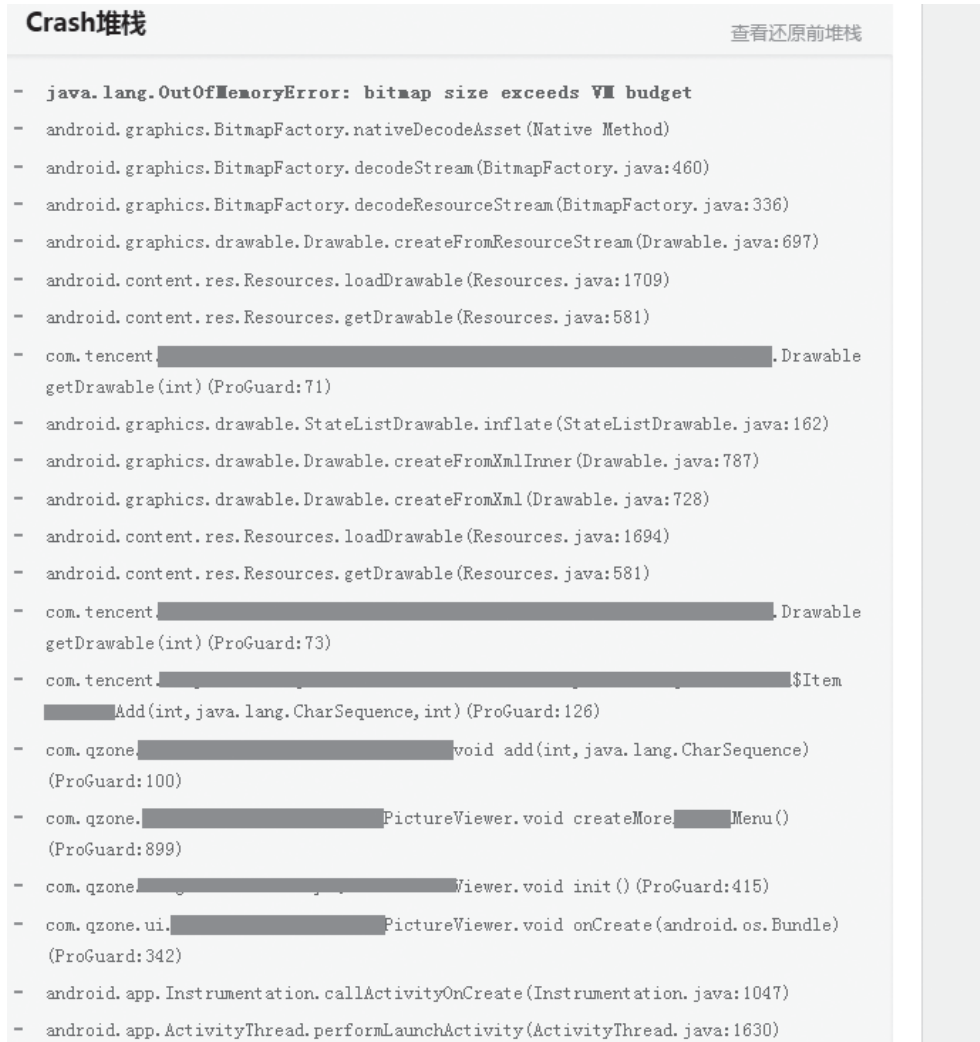 Crash堆栈
查看还原前堆栈
- java.lang.OutOfMemoryError: bitmap size exceeds VM budget
- android.graphics.BitmapFactory.nativeDecodeAsset(Native Method)
- android.graphics.BitmapFactory.decodeStream(BitmapFactory.java:460)
- android.graphics.BitmapFactory.decodeResourceStream(BitmapFactory.java:336)
- android.graphics.drawable.Drawable.createFromResourceStream(Drawable.java:697)
- android.content.res.Resources.loadDrawable(Resources.java:1709)
- android.content.res.Resources.getDrawable(Resources.java:581)
- com.tencent. .Drawable
getDrawable(int)(ProGuard:71)
- android.graphics.drawable.StateListDrawable.inflate(StateListDrawable.java:162)
- android.graphics.drawable.Drawable.createFromXmlInner(Drawable.java:787)
- android.graphics.drawable.Drawable.createFromXml(Drawable.java:728)
- android.content.res.Resources.loadDrawable(Resources.java:1694)
- android.content.res.Resources.getDrawable(Resources.java:581)
- com.tencent. .Drawable
getDrawable(int)(ProGuard:73)
- com.tencent. $Item
Add(int,java.lang.CharSequence,int)(ProGuard:126)
- com.qzone. void add(int,java.lang.CharSequence)
(ProGuard:100)
- com.qzone. PictureViewer.void createMore Menu()
(ProGuard:899)
- com.qzone. Viewer.void init()(ProGuard:415)
- com.qzone.ui. PictureViewer.void onCreate(android.os.Bundle)
(ProGuard:342)
- android.app.Instrumentation.callActivityOnCreate(Instrumentation.java:1047)
- android.app.ActivityThread.performLaunchActivity(ActivityThread.java:1630)